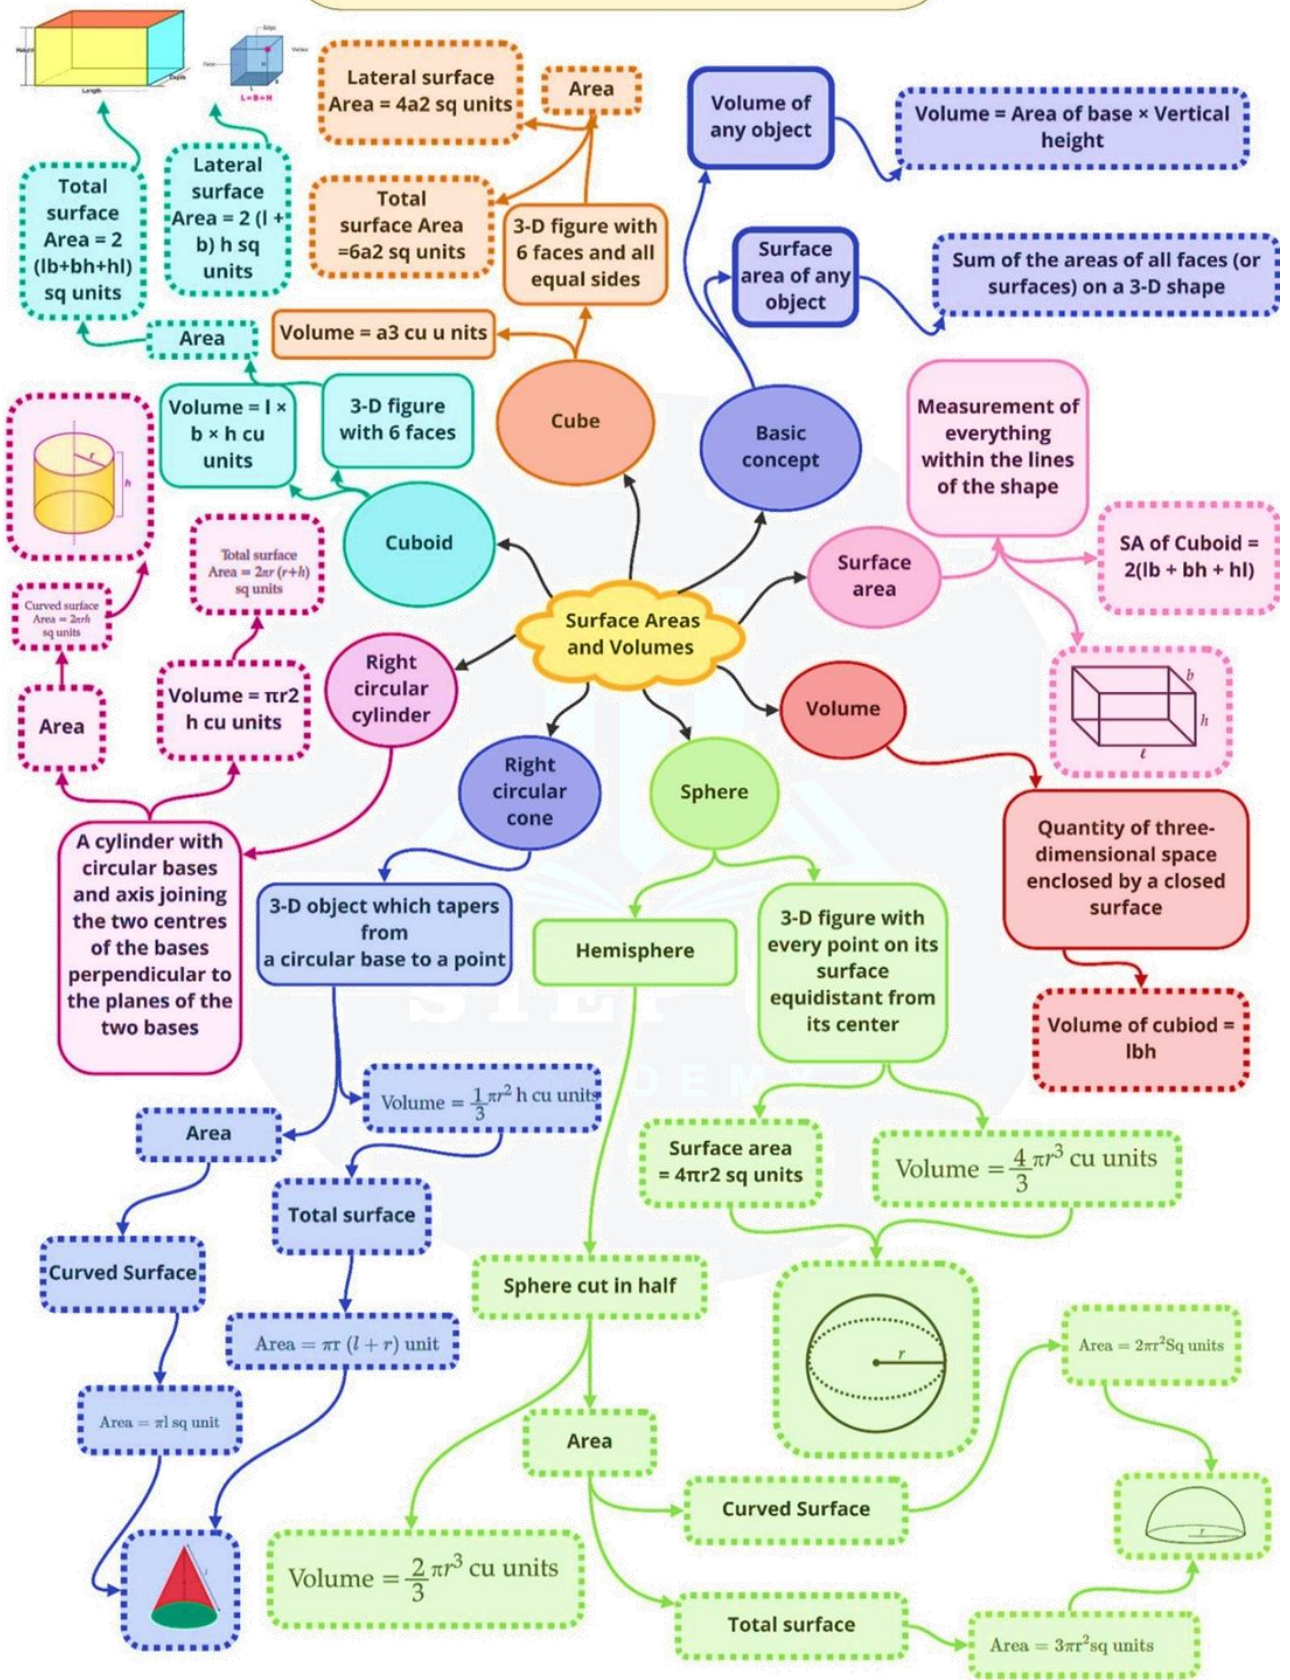 Height
Length
Depth
Edge
Vertex
Face
L=B=H
Lateral surface
Area = 4a2 sq units
Area
Total
surface Area
=6a2 sq units
3-D figure with
6 faces and all
equal sides
Volume = a3 cu u nits
Cube
Volume of
any object
Volume = Area of base × Vertical
height
Surface
area of any
object
Sum of the areas of all faces (or
surfaces) on a 3-D shape
Basic
concept
Total
surface
Area = 2
(lb+bh+hl)
sq units
Lateral
surface
Area = 2 (l +
b) h sq
units
Area
Volume = l ×
b × h cu
units
3-D figure
with 6 faces
Cuboid
Measurement of
everything
within the lines
of the shape
Surface
area
SA of Cuboid =
2(lb + bh + hl)
b
h
ℓ
Surface Areas
and Volumes
r
h
Total surface
Area = 2πr (r+h)
sq units
Curved surface
Area = 2πrh
sq units
Area
Volume = πr2
h cu units
Right
circular
cylinder
A cylinder with
circular bases
and axis joining
the two centres
of the bases
perpendicular to
the planes of the
two bases
Volume
Quantity of three-
dimensional space
enclosed by a closed
surface
Volume of cubiod =
lbh
Right
circular
cone
3-D object which tapers
from
a circular base to a point
Volume = 1/3 πr² h cu units
Area
Total surface
Curved Surface
Area = πr (l + r) unit
Area = πl sq unit
Sphere
Hemisphere
3-D figure with
every point on its
surface
equidistant from
its center
Surface area
= 4πr2 sq units
Volume = 4/3 πr³ cu units
r
Sphere cut in half
Area
Volume = 2/3 πr³ cu units
Curved Surface
Area = 2πr²Sq units
r
Total surface
Area = 3πr²sq units